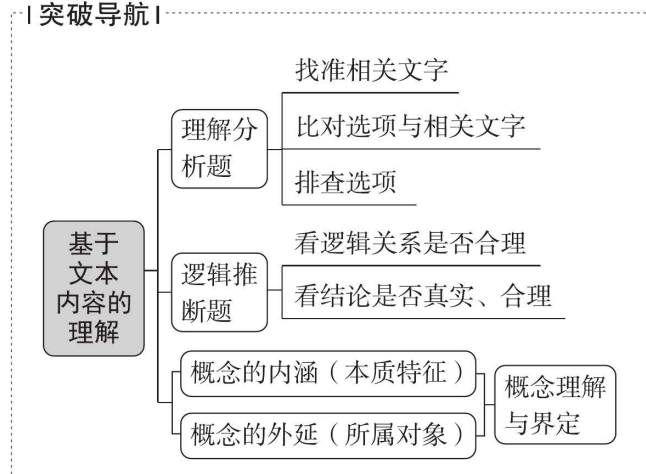 突破导航
找准相关文字
理解分
析题
比对选项与相关文字
排查选项
基于
文本
内容的
理解
看逻辑关系是否合理
逻辑推
断题
看结论是否真实、合理
概念的内涵（本质特征）
概念的外延（所属对象）
概念理解
与界定